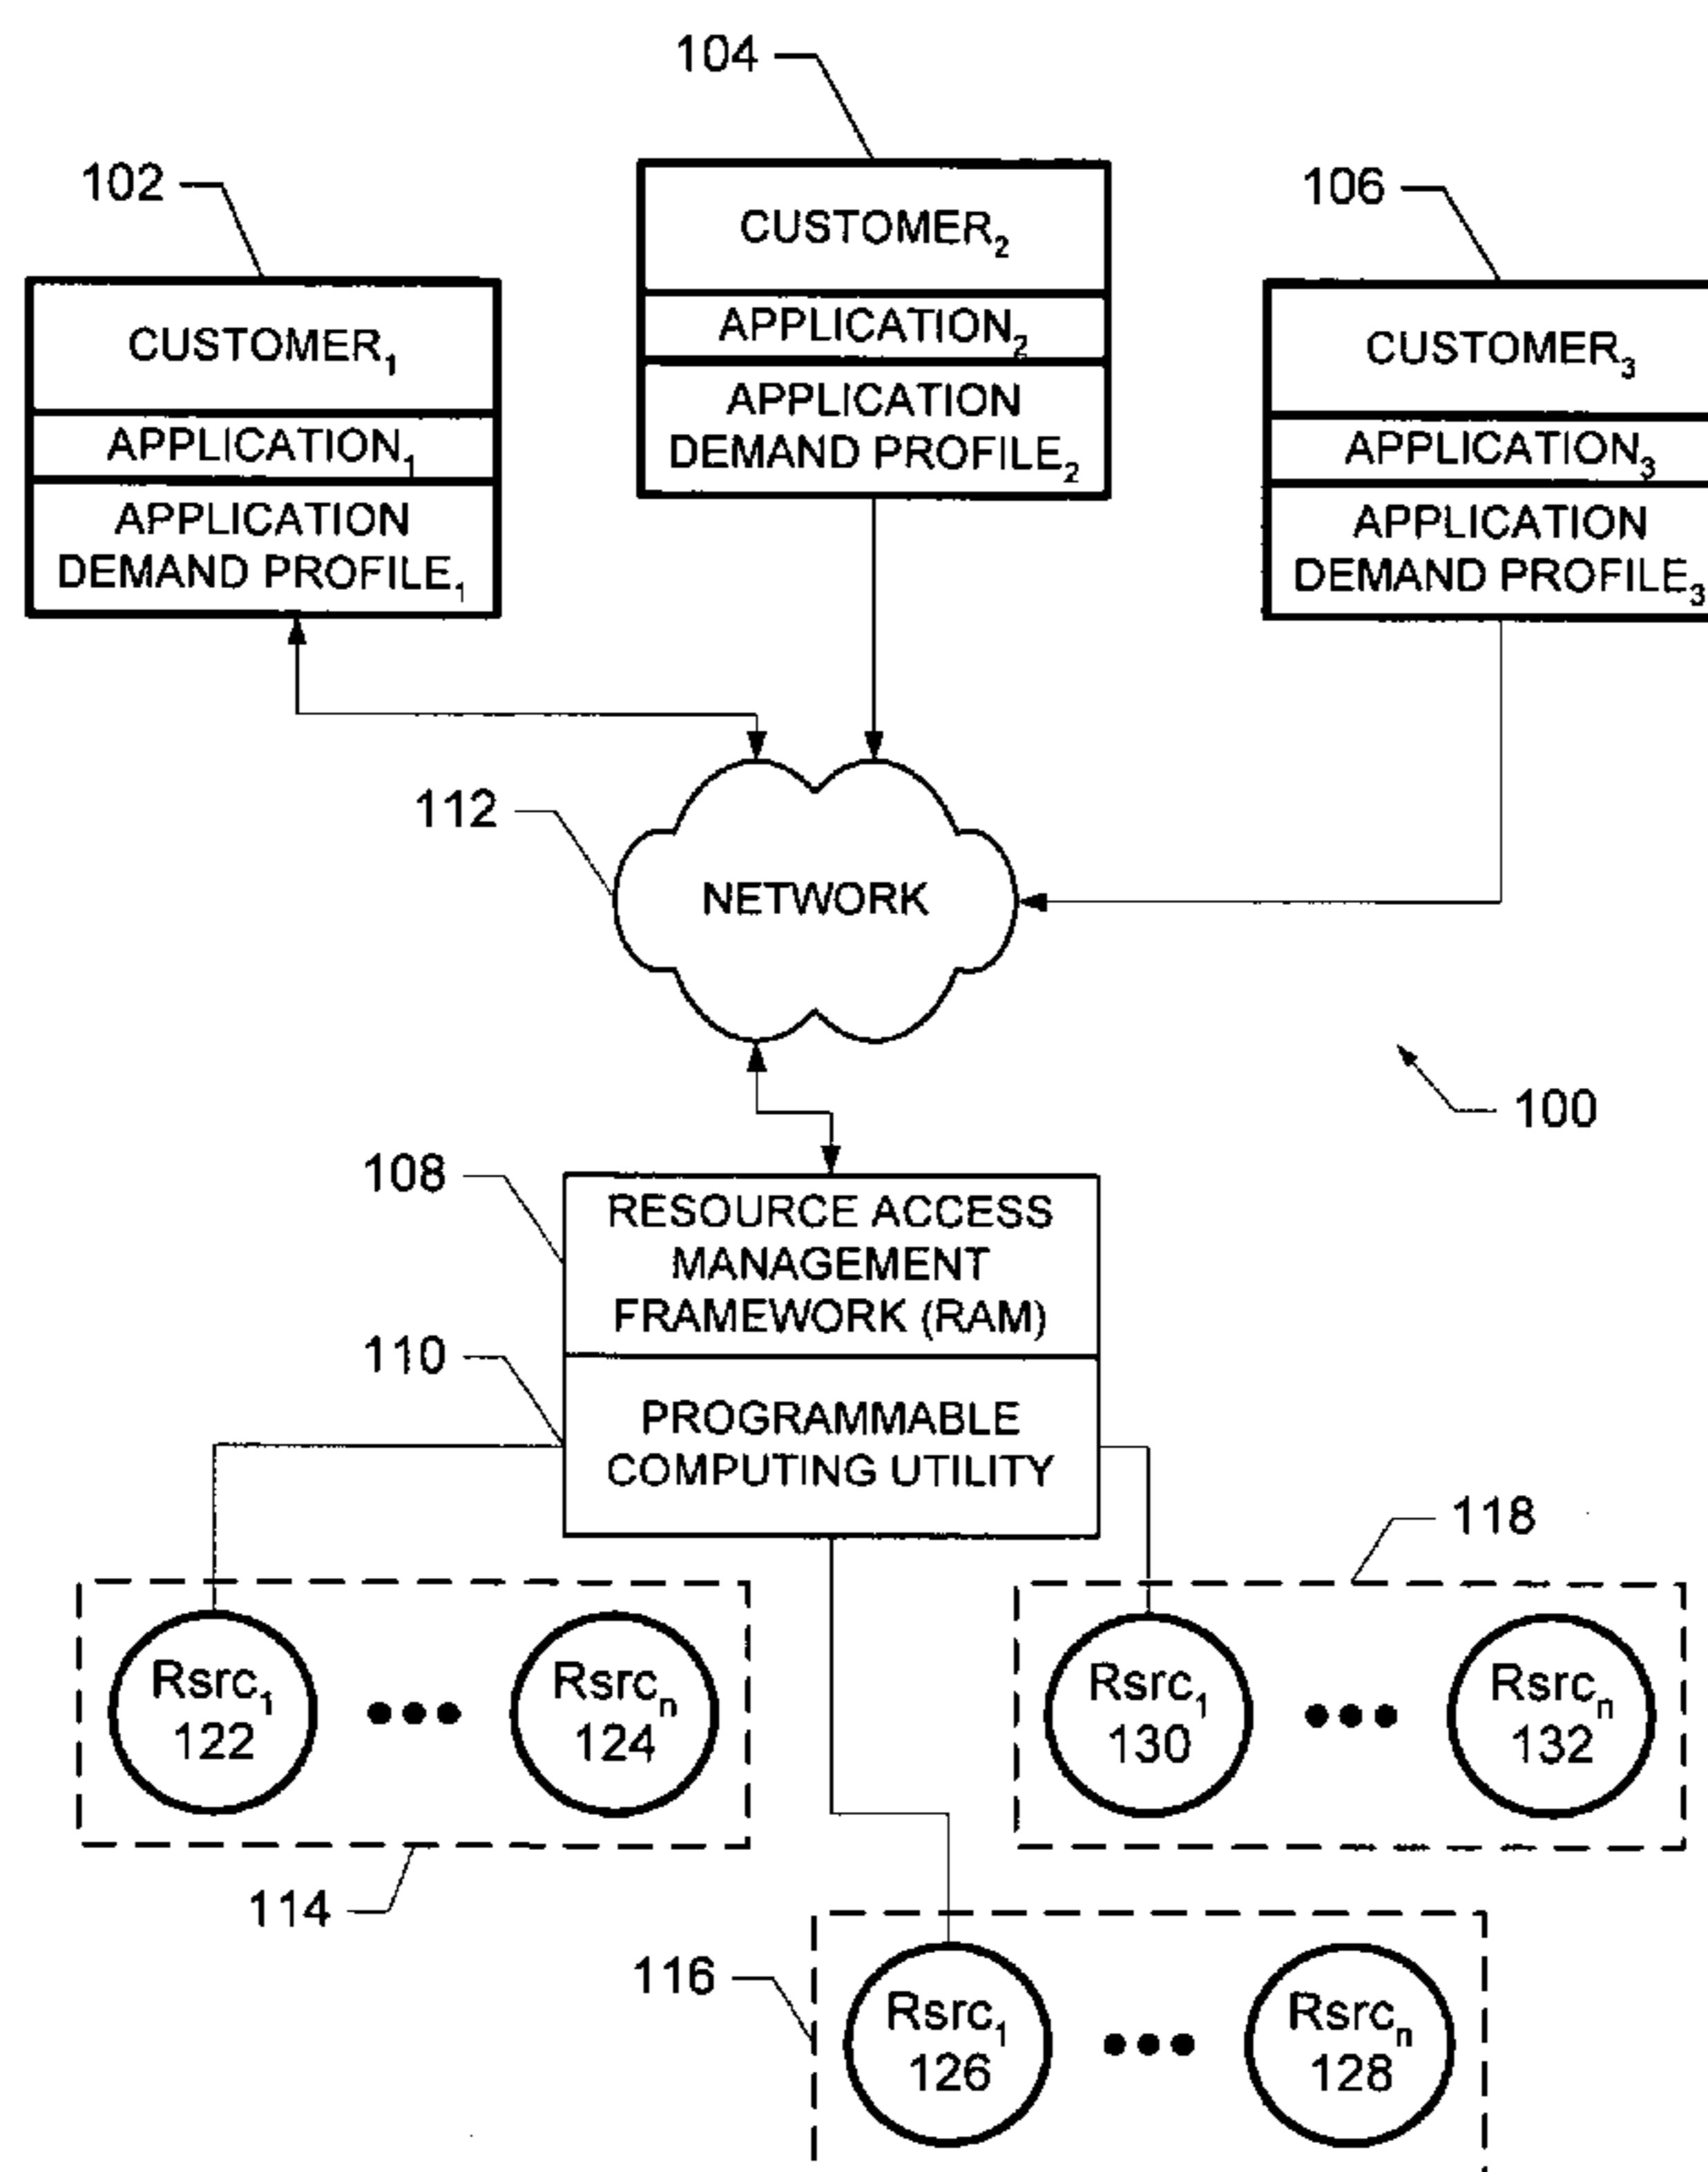 104
102
106
CUSTOMER₂
APPLICATION₂
APPLICATION
DEMAND PROFILE₂
CUSTOMER₁
APPLICATION₁
APPLICATION
DEMAND PROFILE₁
CUSTOMER₃
APPLICATION₃
APPLICATION
DEMAND PROFILE₃
112
NETWORK
100
108
RESOURCE ACCESS
MANAGEMENT
FRAMEWORK (RAM)
110
PROGRAMMABLE
COMPUTING UTILITY
118
Rsrc₁
122
Rsrcₙ
124
Rsrc₁
130
Rsrcₙ
132
114
116
Rsrc₁
126
Rsrcₙ
128